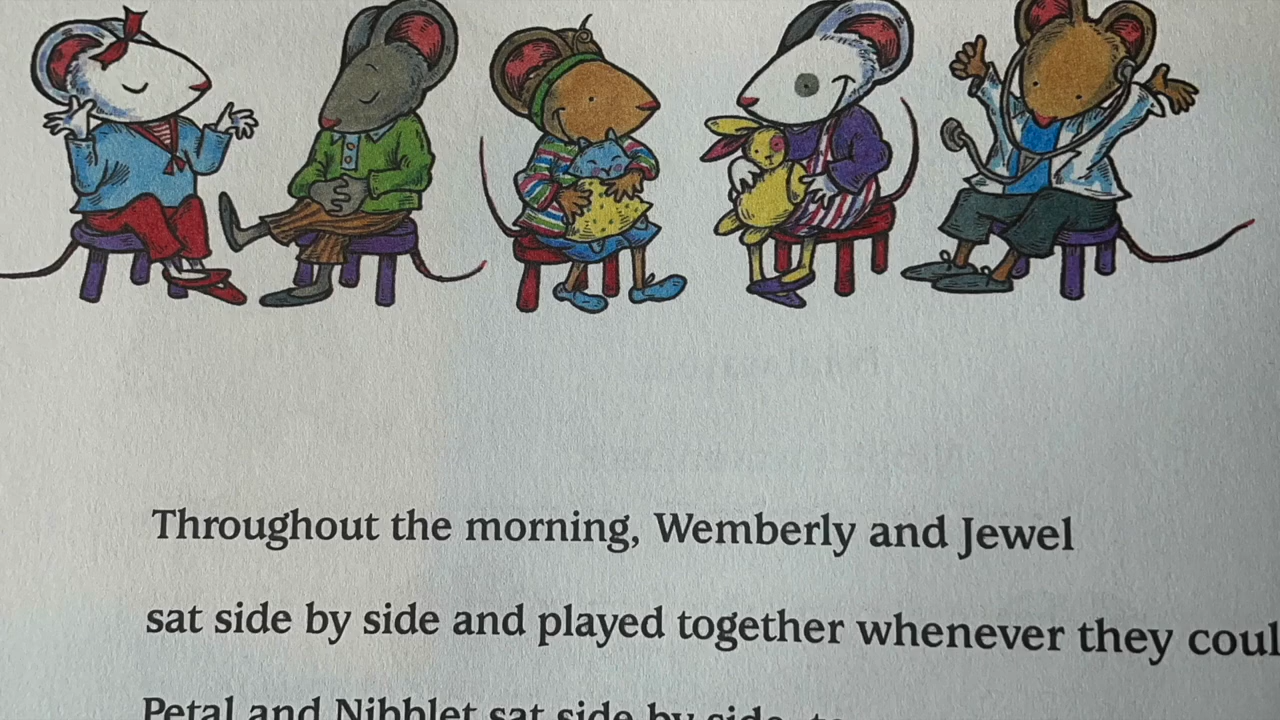 Throughout the morning, Wemberly and Jewel
sat side by side and played together whenever they coul
Petal and Nibblet sat side by side, to